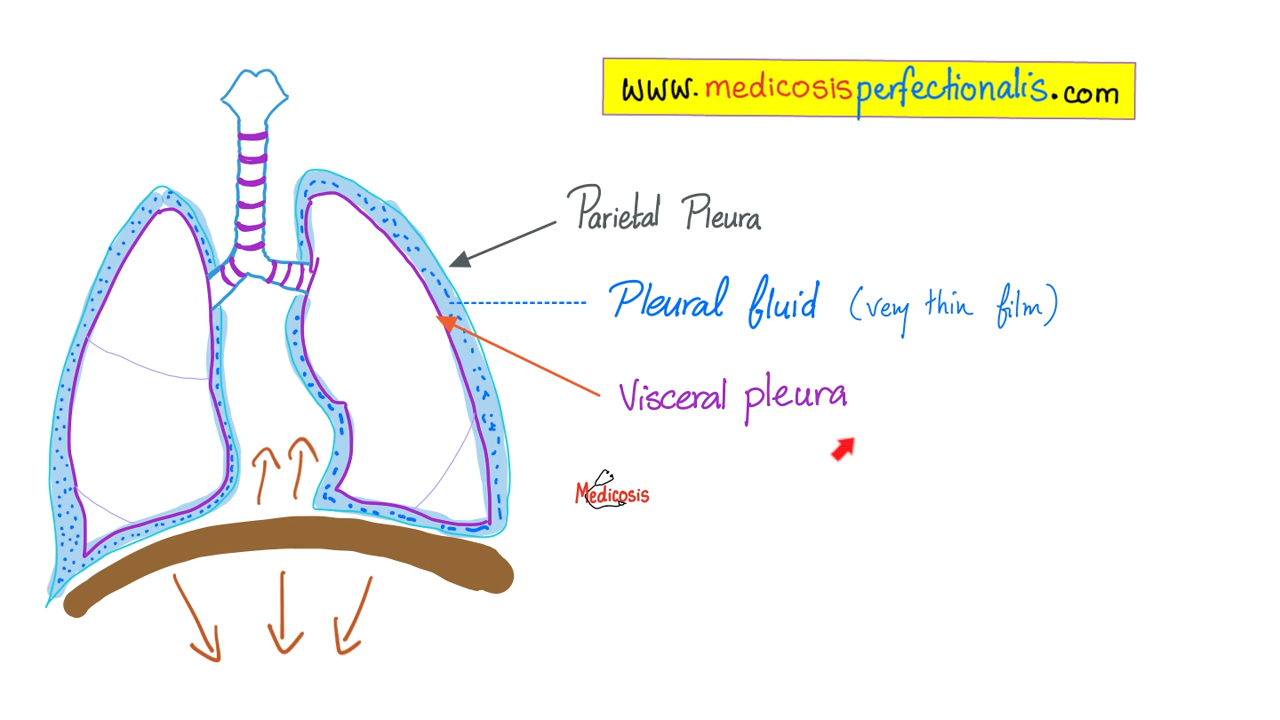 www.medicosisperfectionalis.com
Parietal Pleura
Pleural fluid (very thin film)
Visceral pleura
Medicosis